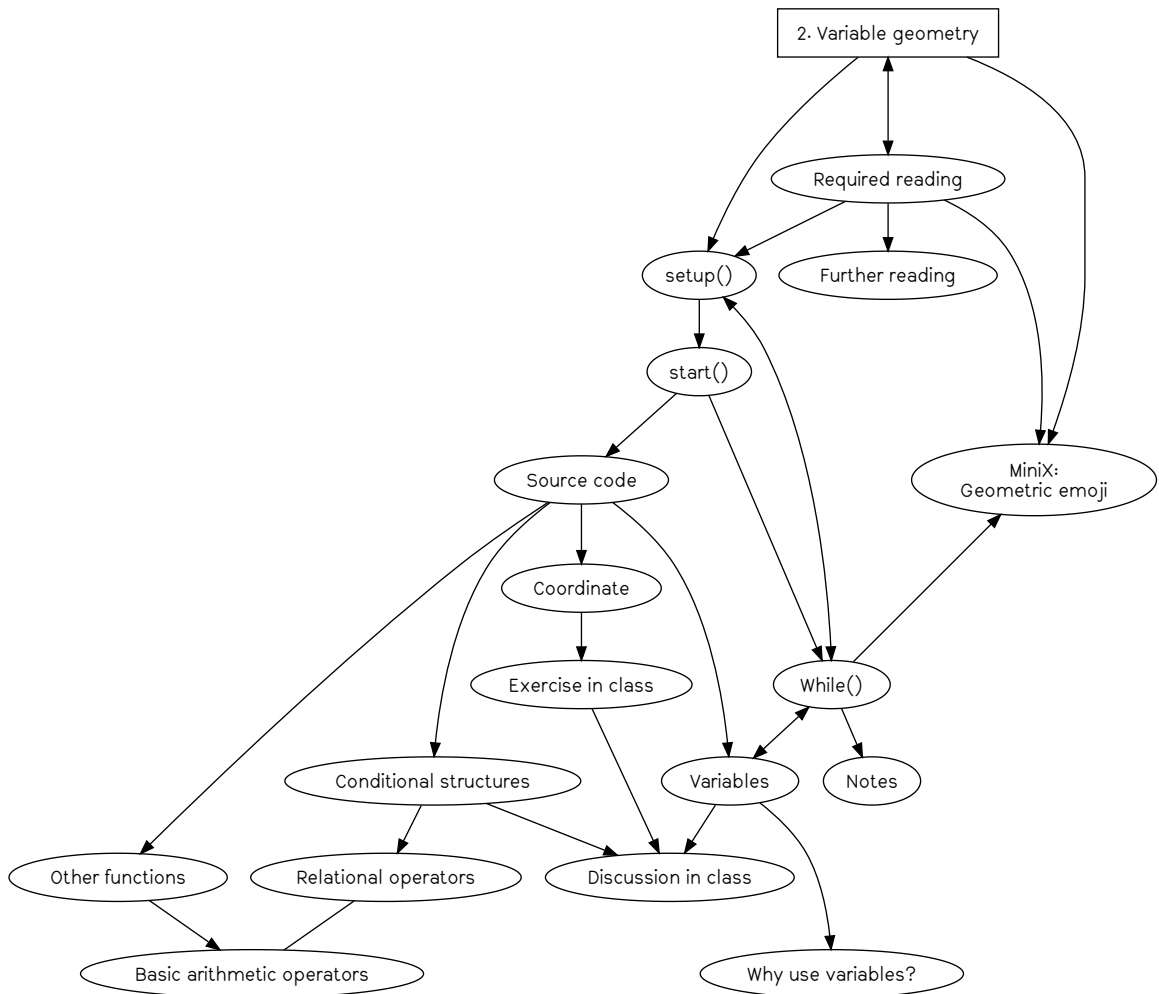 2. Variable geometry
Required reading
setup()
Further reading
start()
Source code
MiniX:
Geometric emoji
Coordinate
Exercise in class
While()
Conditional structures
Variables
Notes
Other functions
Relational operators
Discussion in class
Basic arithmetic operators
Why use variables?